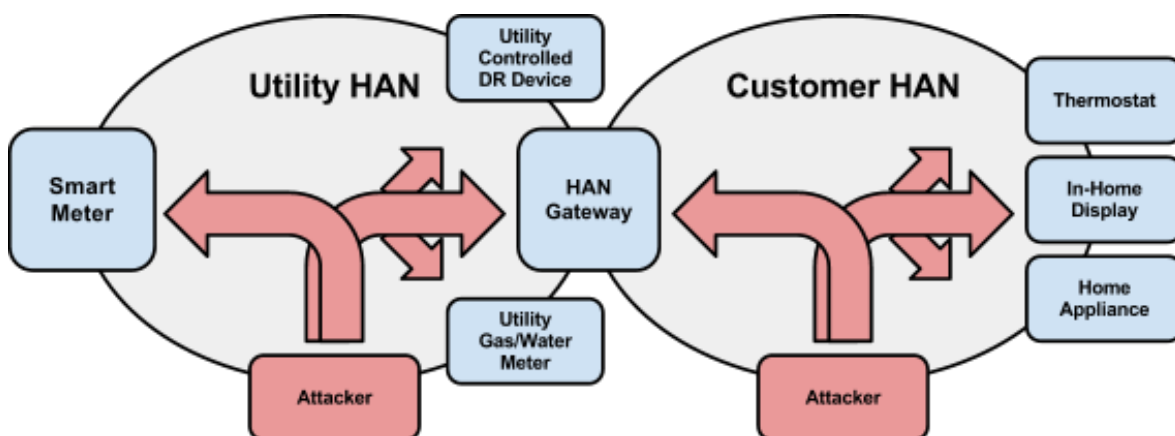 Utility HAN
Utility
Controlled
DR Device
Smart
Meter
HAN
Gateway
Utility
Gas/Water
Meter
Attacker
Customer HAN
Thermostat
In-Home
Display
Home
Appliance
Attacker